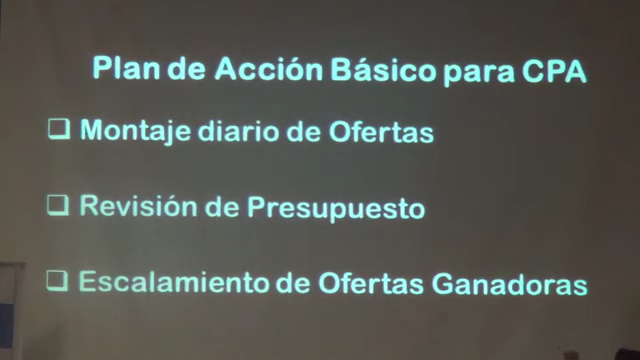 Plan de Acción Básico para CPA
❑ Montaje diario de Ofertas
❑ Revisión de Presupuesto
❑ Escalamiento de Ofertas Ganadoras